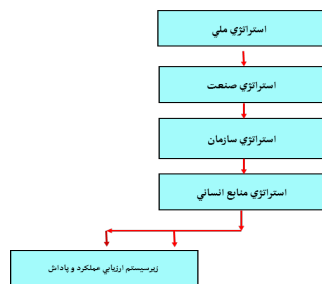 استراتژي ملي
استراتژي صنعت
استراتژي سازمان
استراتژي منابع انساني
زيرسيستم ارزيابي عملكرد و پاداش